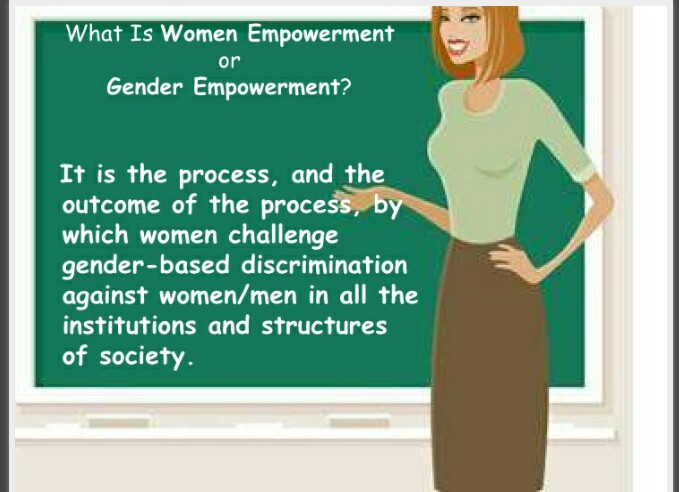 What Is Women Empowerment
or
Gender Empowerment?
It is the process, and the
outcome of the process, by
which women challenge
gender-based discrimination
against women/men in all the
institutions and structures
of society.